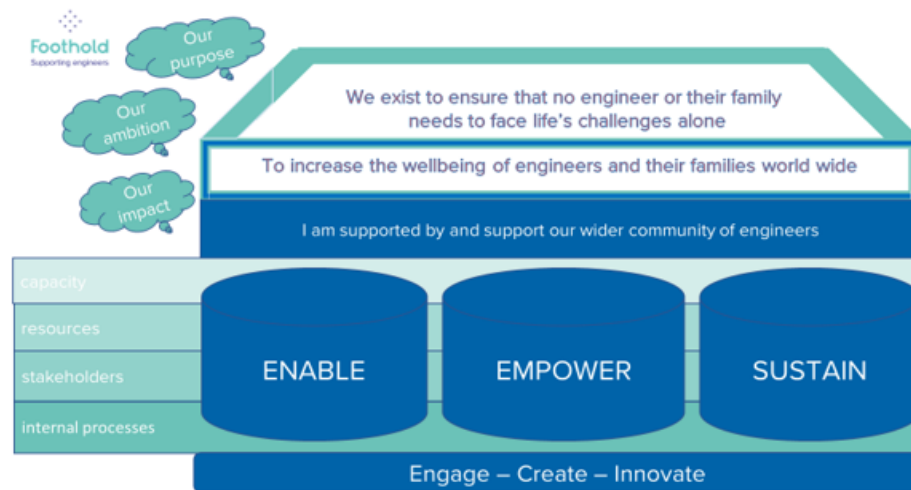 Foothold
Supporting engineers
Our
purpose
Our
ambition
Our
impact
We exist to ensure that no engineer or their family
needs to face life's challenges alone
To increase the wellbeing of engineers and their families world wide
I am supported by and support our wider community of engineers
capacity
resources
stakeholders
internal processes
ENABLE
EMPOWER
SUSTAIN
Engage – Create – Innovate